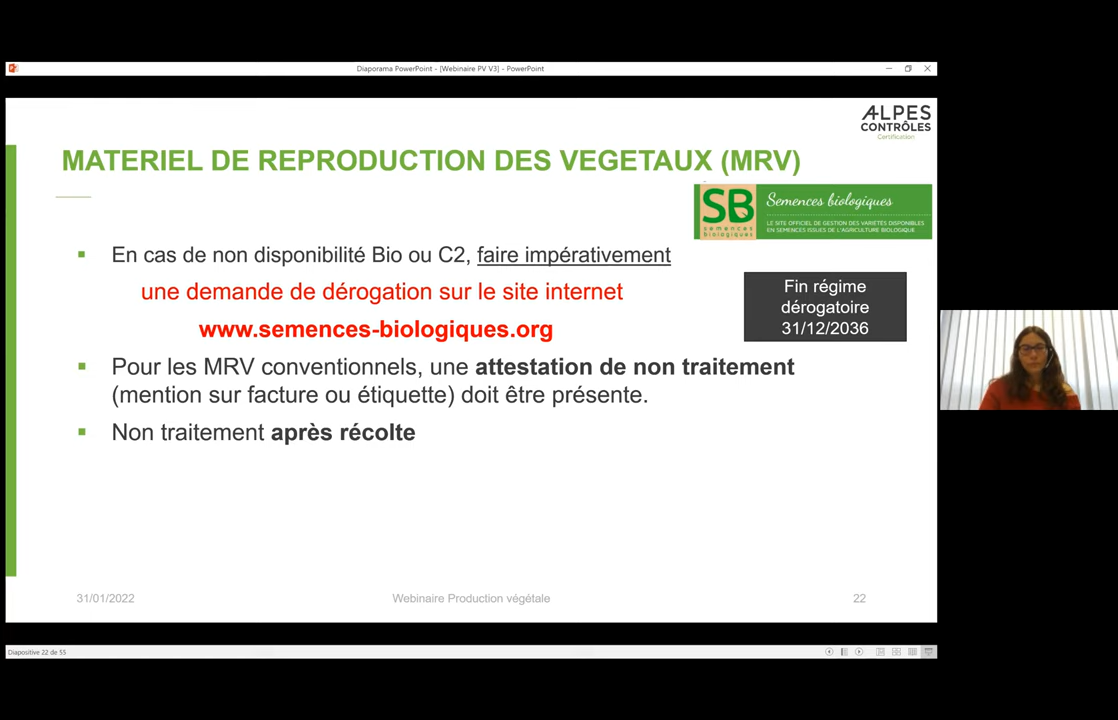 Diaporama PowerPoint - [Webinaire PV V3] - PowerPoint
ALPES
CONTRÔLES
Certification
MATERIEL DE REPRODUCTION DES VEGETAUX (MRV)
SB
semences
biologiques
Semences biologiques
LE SITE OFFICIEL DE GESTION DES VARIÉTÉS DISPONIBLES
EN SEMENCES ISSUES DE L'AGRICULTURE BIOLOGIQUE
▪ En cas de non disponibilité Bio ou C2, faire impérativement
une demande de dérogation sur le site internet
www.semences-biologiques.org
Fin régime
dérogatoire
31/12/2036
▪ Pour les MRV conventionnels, une attestation de non traitement
(mention sur facture ou étiquette) doit être présente.
▪ Non traitement après récolte
31/01/2022
Webinaire Production végétale
22
Diapositive 22 de 55